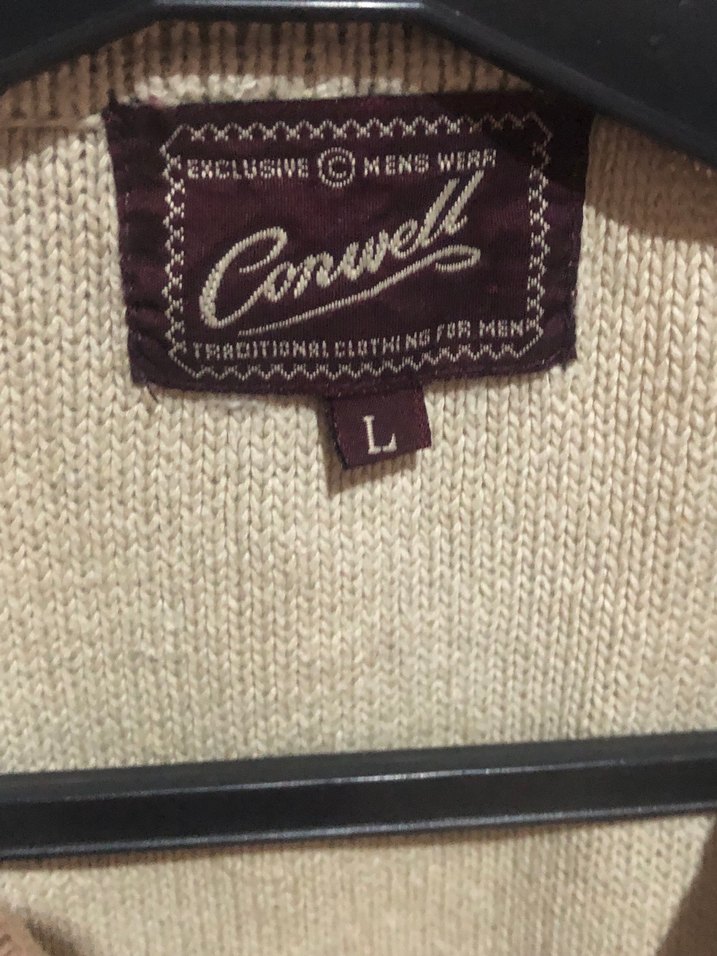 EXCLUSIVE © MENS WEAR
Conwell
TRADITIONAL CLOTHING FOR MEN
L